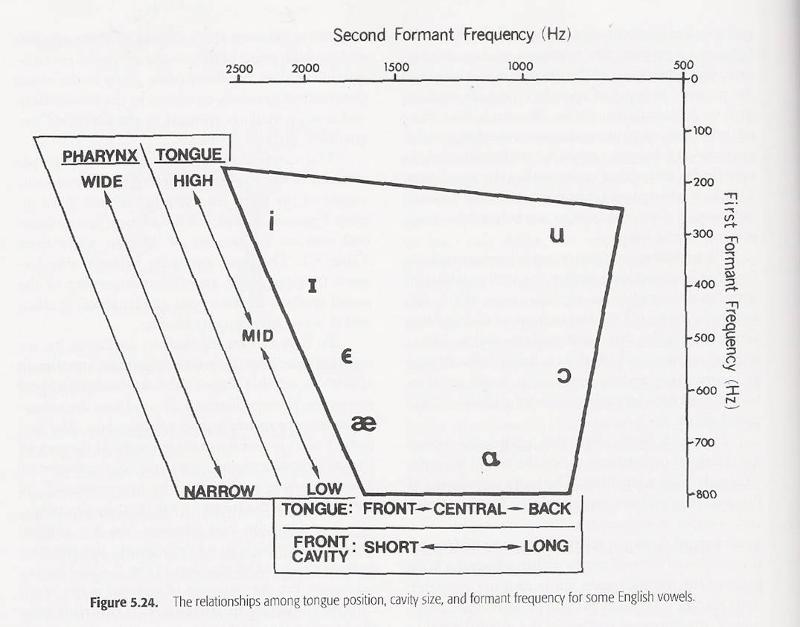 Second Formant Frequency (Hz)
2500 2000 1500 1000 500
0
100
200
300
400
500
600
700
800
First Formant Frequency (Hz)
PHARYNX TONGUE
WIDE HIGH
MID
NARROW LOW
i
u
ɪ
ɛ
ɔ
æ
ɑ
TONGUE: FRONT CENTRAL BACK
FRONT CAVITY: SHORT LONG
Figure 5.24. The relationships among tongue position, cavity size, and formant frequency for some English vowels.